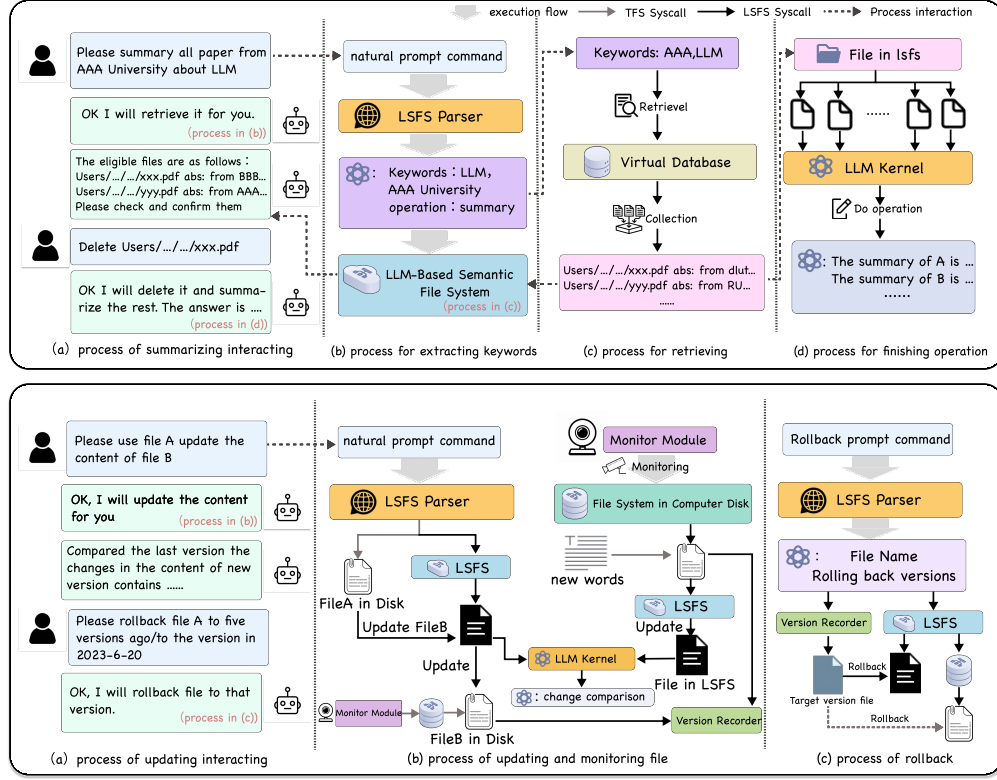 execution flow
TFS Syscall
LSFS Syscall
Process interaction
Please summary all paper from
AAA University about LLM
OK I will retrieve it for you.
(process in (b))
The eligible files are as follows :
Users/.../.../xxx.pdf abs: from BBB...
Users/.../.../yyy.pdf abs: from AAA...
Please check and confirm them
Delete Users/.../.../xxx.pdf
OK I will delete it and summa-
rize the rest. The answer is ....
(process in (d))
(a) process of summarizing interacting
natural prompt command
LSFS Parser
Keywords : LLM,
AAA University
operation : summary
LLM-Based Semantic
File System
(process in (c))
(b) process for extracting keywords
Keywords: AAA,LLM
Retrievel
Virtual Database
Collection
Users/.../.../xxx.pdf abs: from dlut...
Users/.../.../yyy.pdf abs: from RU...
......
(c) process for retrieving
File in lsfs
......
LLM Kernel
Do operation
: The summary of A is ...
The summary of B is ...
......
(d) process for finishing operation
Please use file A update the
content of file B
OK, I will update the content
for you
(process in (b))
Compared the last version the
changes in the content of new
version contains ......
Please rollback file A to five
versions ago/to the version in
2023-6-20
OK, I will rollback file to that
version.
(process in (c))
(a) process of updating interacting
natural prompt command
LSFS Parser
FileA in Disk
LSFS
Update FileB
Update
Monitor Module
FileB in Disk
Monitor Module
Monitoring
File System in Computer Disk
new words
LSFS
Update
File in LSFS
LLM Kernel
: change comparison
Version Recorder
(b) process of updating and monitoring file
Rollback prompt command
LSFS Parser
: File Name
Rolling back versions
Version Recorder
LSFS
Rollback
Target version file
Rollback
(c) process of rollback